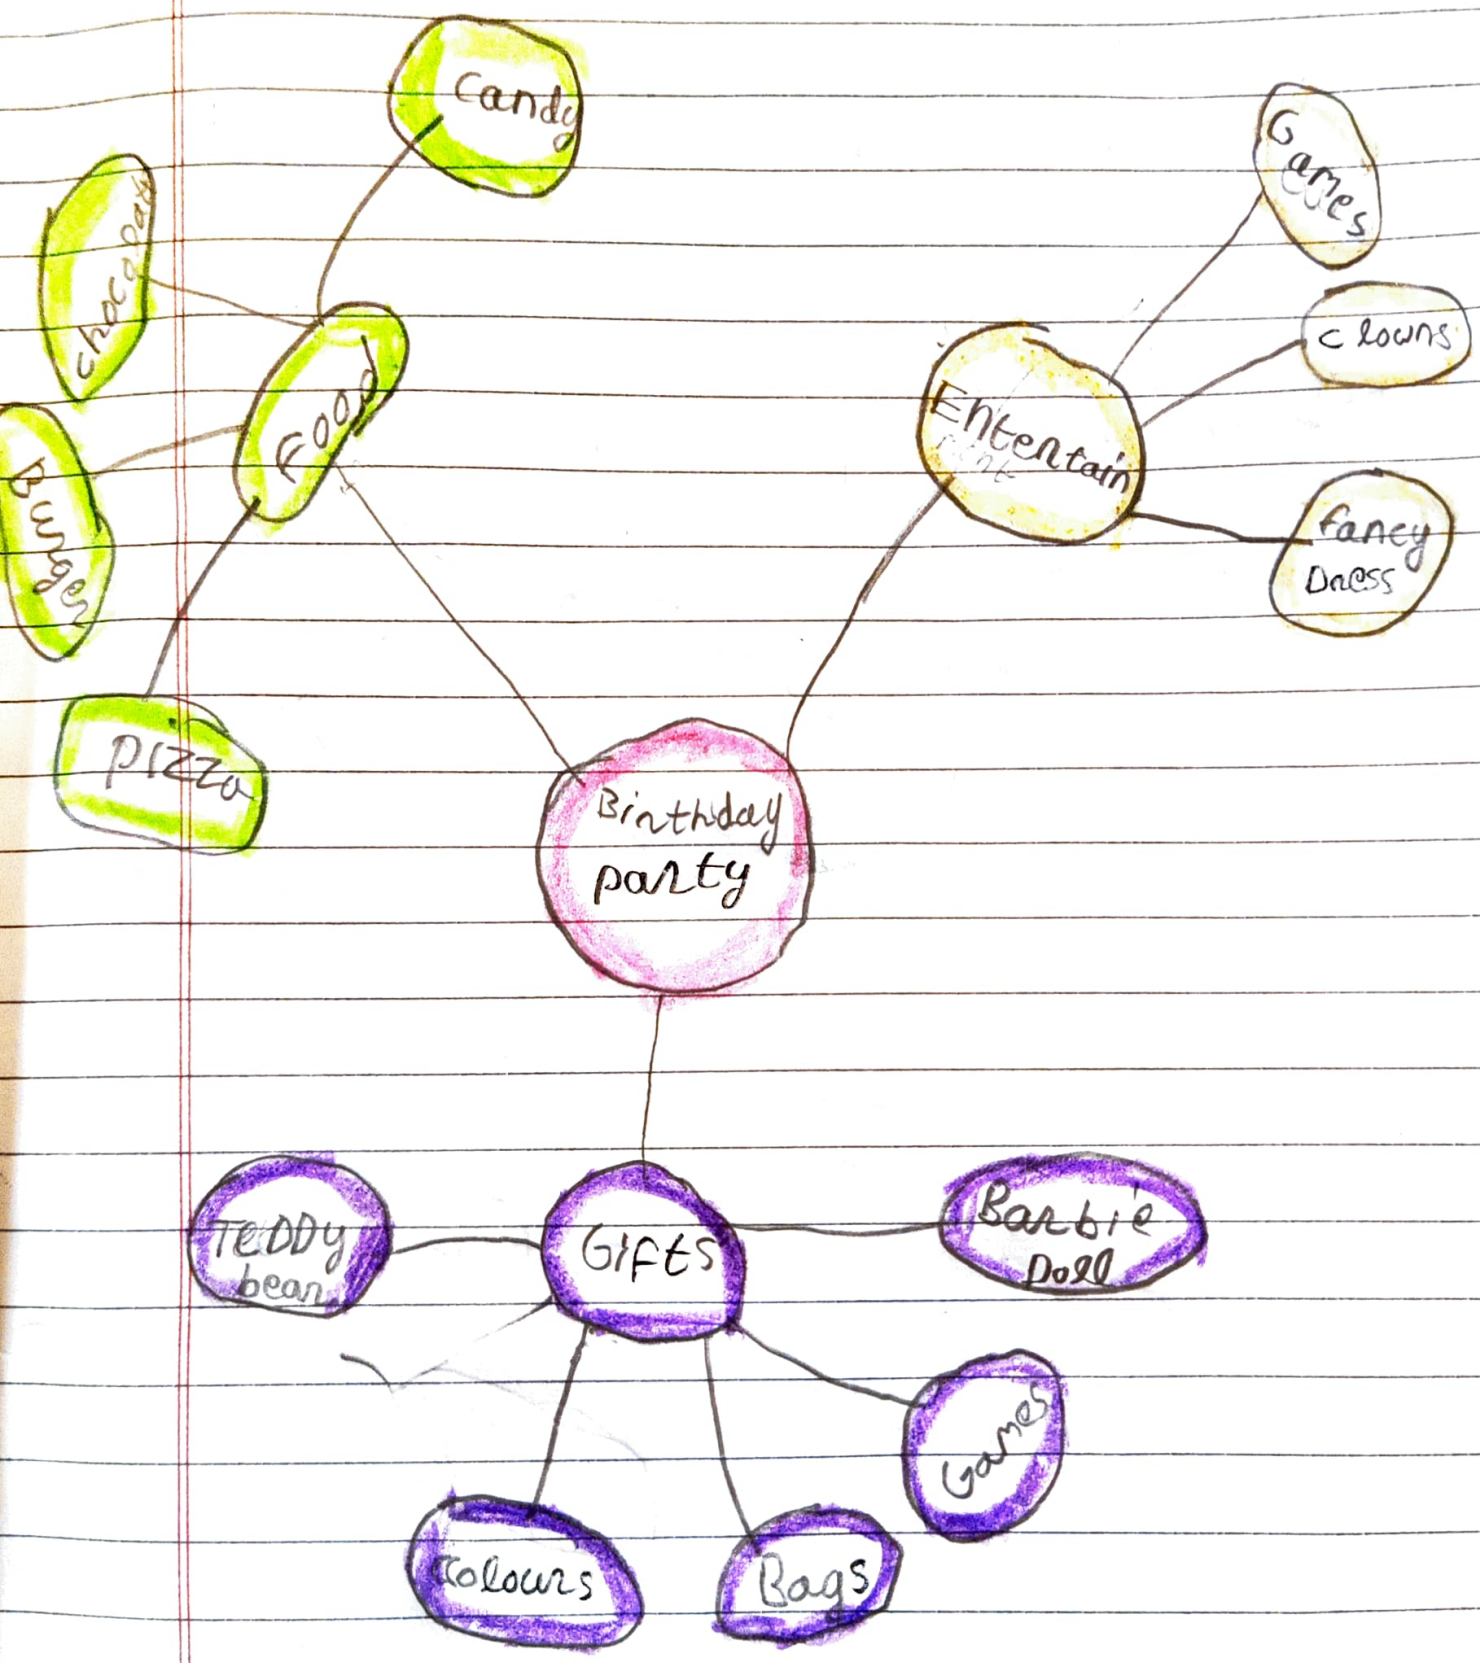 Candy
Games
Clowns
Food
Entertain
ment
Burger
fancy
Dress
Pizza
Birthday
party
Teddy
bear
Gifts
Barbie
Doll
Games
Colours
Bags